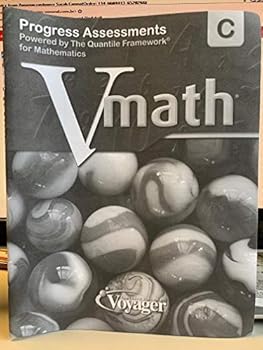 Progress Assessments
C
Powered by The Quantile Framework®
for Mathematics
Vmath®
Voyager